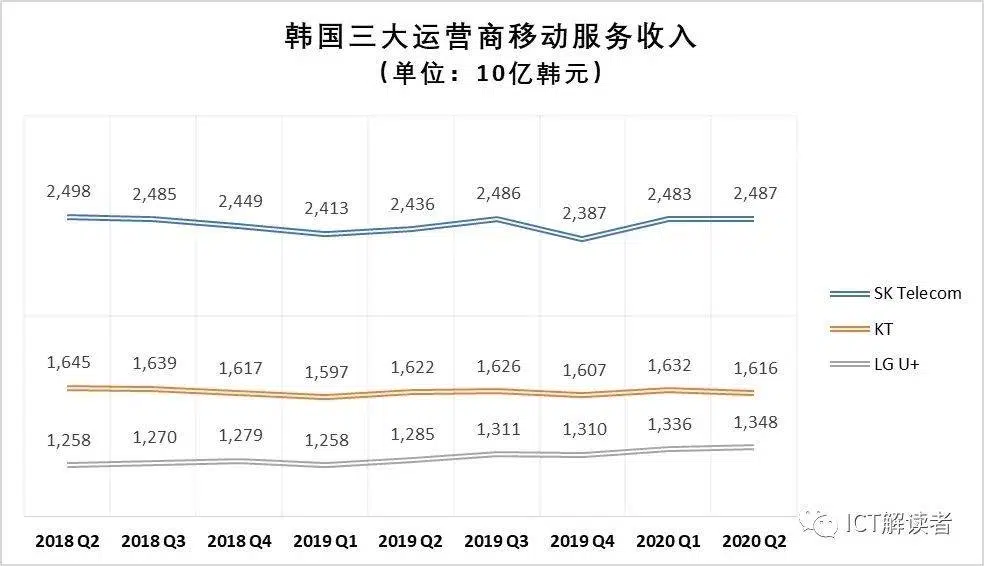 韩国三大运营商移动服务收入
（单位：10亿韩元）
2,498 2,485 2,449 2,413 2,436 2,486 2,387 2,483 2,487
SK Telecom
KT
LG U+
1,645 1,639 1,617 1,597 1,622 1,626 1,607 1,632 1,616
1,258 1,270 1,279 1,258 1,285 1,311 1,310 1,336 1,348
ICT解读者
2018 Q2 2018 Q3 2018 Q4 2019 Q1 2019 Q2 2019 Q3 2019 Q4 2020 Q1 2020 Q2